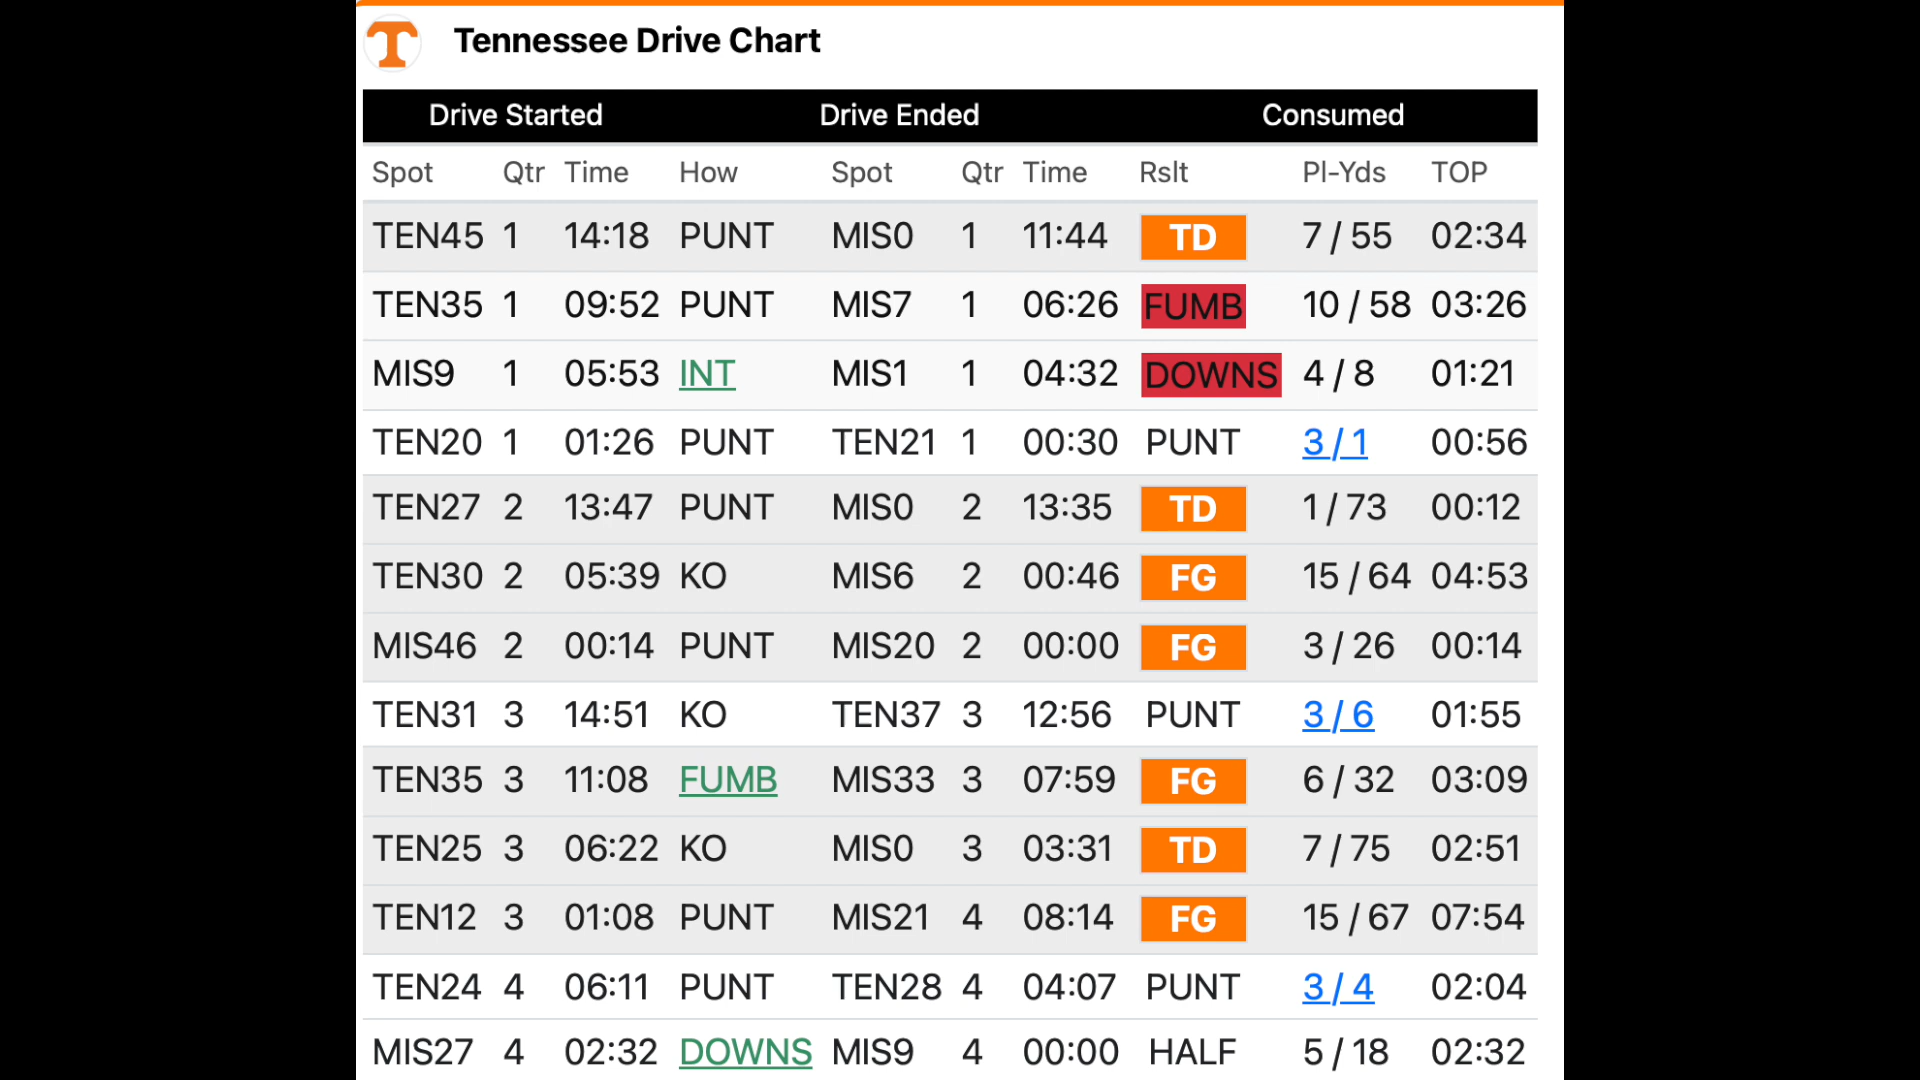 T Tennessee Drive Chart
Drive Started Drive Ended Consumed
Spot Qtr Time How Spot Qtr Time Rslt Pl-Yds TOP
TEN45 1 14:18 PUNT MIS0 1 11:44 TD 7 / 55 02:34
TEN35 1 09:52 PUNT MIS7 1 06:26 FUMB 10 / 58 03:26
MIS9 1 05:53 INT MIS1 1 04:32 DOWNS 4 / 8 01:21
TEN20 1 01:26 PUNT TEN21 1 00:30 PUNT 3 / 1 00:56
TEN27 2 13:47 PUNT MIS0 2 13:35 TD 1 / 73 00:12
TEN30 2 05:39 KO MIS6 2 00:46 FG 15 / 64 04:53
MIS46 2 00:14 PUNT MIS20 2 00:00 FG 3 / 26 00:14
TEN31 3 14:51 KO TEN37 3 12:56 PUNT 3 / 6 01:55
TEN35 3 11:08 FUMB MIS33 3 07:59 FG 6 / 32 03:09
TEN25 3 06:22 KO MIS0 3 03:31 TD 7 / 75 02:51
TEN12 3 01:08 PUNT MIS21 4 08:14 FG 15 / 67 07:54
TEN24 4 06:11 PUNT TEN28 4 04:07 PUNT 3 / 4 02:04
MIS27 4 02:32 DOWNS MIS9 4 00:00 HALF 5 / 18 02:32